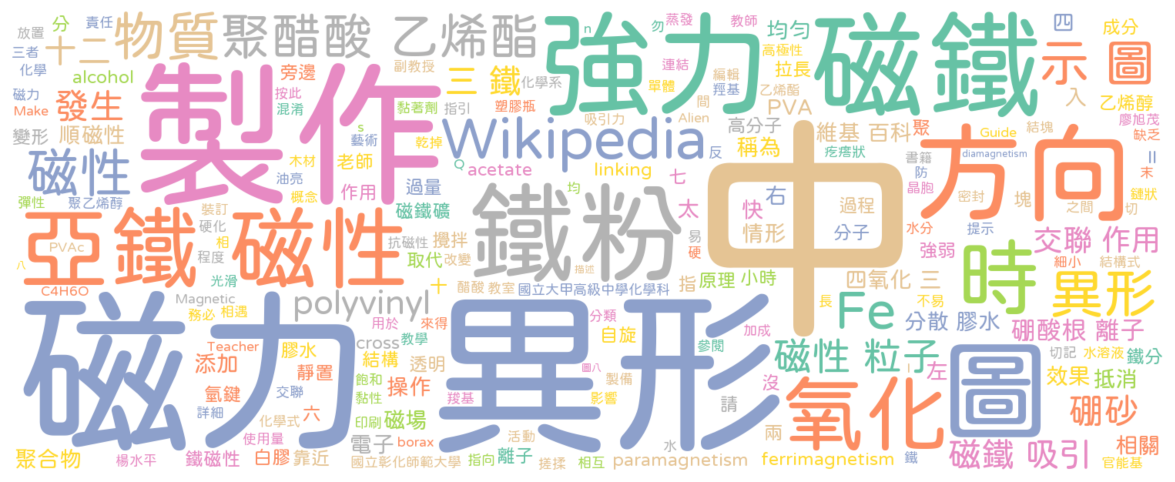 放置 分 責任 十二 物質 聚醋酸 乙烯酯 強力 磁鐵 蒸發 勿 教師 均勻 四 成分
三者 化學 alcohol 旁邊 副教授 三 鐵 化學系 連結 高極性 編輯 拉長 示 圖
磁力 Make 發生 按此 混淆 製作 黏著劑 指引 塑膠瓶 單體 羥基 乙烯酯 間 PVA 入 乙烯醇
變形 順磁性 s 藝術 乾掉 Wikipedia 吸引力 Alien 高分子 維基 百科 聚 Guide 結塊 廖旭茂 缺乏
磁性 木材 老師 Q acetate linking 反 稱為 疙瘩狀 書籍 diamagnetism II 末
彈性 聚乙烯醇 油亮 概念 作用 過量 均 七 中 防 晶胞 方向 密封 塊 之間 鏈狀 切
亞鐵 磁性 裝訂 硬化 相 磁鐵礦 鐵粉 太 快 右 過程 水分 提示
PVAc 程度 抗磁性 攪拌 易 硬 情形 分子 強弱 時 交聯 作用
八 光滑 取代 改變 描述 細小 結構式
C4H6O 十 醋酸 教室 國立大甲高級中學化學科 指 原理 小時 四氧化 三 異形
Magnetic polyvinyl 長 Fe 不易
務必 相遇 用於 來得 分類 自旋 加成 分散 膠水 硼酸根 離子
磁力 異形 圖 Teacher 教學 cross 參閱 磁性 粒子 切記 水溶液 鐵分
添加 膠水 結構 透明 圖八 沒 左 效果 抵消
氫鍵 靜置 飽和 黏性 操作 羧基 製備 影響 請 氧化 硼砂
詳細 交聯 化學式 六 印刷 磁場 兩
使用量 電子 borax 活動 水 相關
聚合物 楊水平 鐵磁性 白膠 靠近 國立彰化師範大學 指向 離子 搓揉 相互 paramagnetism ferrimagnetism 鐵 磁鐵 吸引 官能基